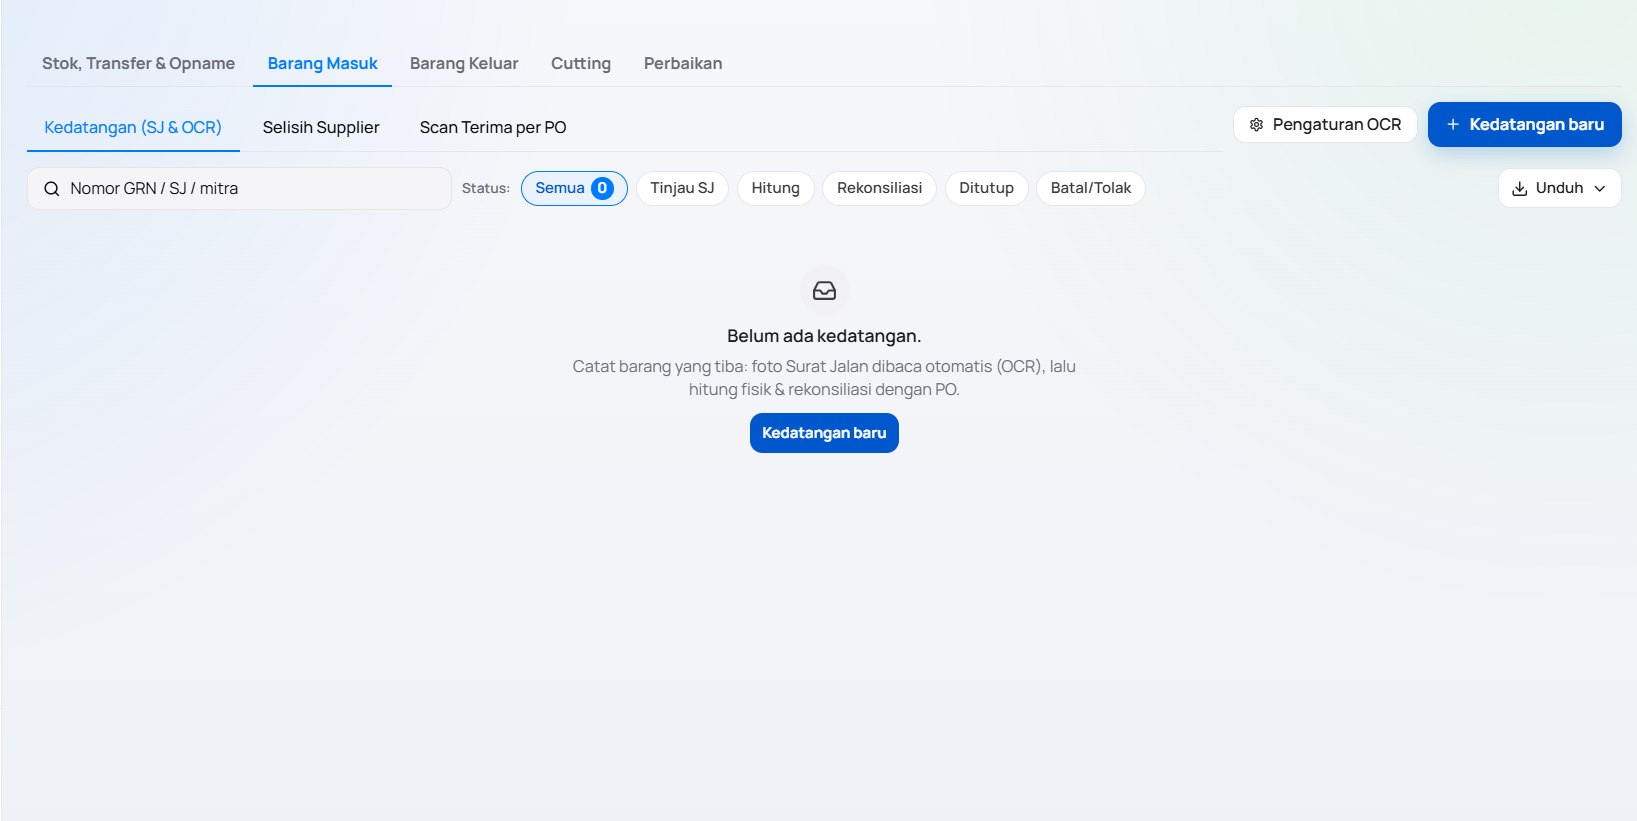 Stok, Transfer & Opname Barang Masuk Barang Keluar Cutting Perbaikan
Kedatangan (SJ & OCR) Selisih Supplier Scan Terima per PO Pengaturan OCR + Kedatangan baru
Nomor GRN / SJ / mitra Status: Semua 0 Tinjau SJ Hitung Rekonsiliasi Ditutup Batal/Tolak Unduh
Belum ada kedatangan.
Catat barang yang tiba: foto Surat Jalan dibaca otomatis (OCR), lalu
hitung fisik & rekonsiliasi dengan PO.
Kedatangan baru